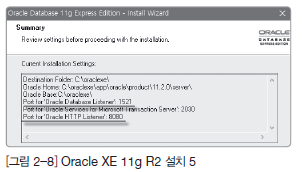 Oracle Database 11g Express Edition - Install Wizard
Summary
Review settings before proceeding with the installation.
ORACLE
DATABASE
EXPRESS EDITION
Current Installation Settings:
Destination Folder: C:\oraclexe\
Oracle Home: C:\oraclexe\app\oracle\product\11.2.0\server\
Oracle Base:C:\oraclexe\
Port for 'Oracle Database Listener': 1521
Port for 'Oracle Services for Microsoft Transaction Server': 2030
Port for 'Oracle HTTP Listener': 8080
[그림 2-8] Oracle XE 11g R2 설치 5